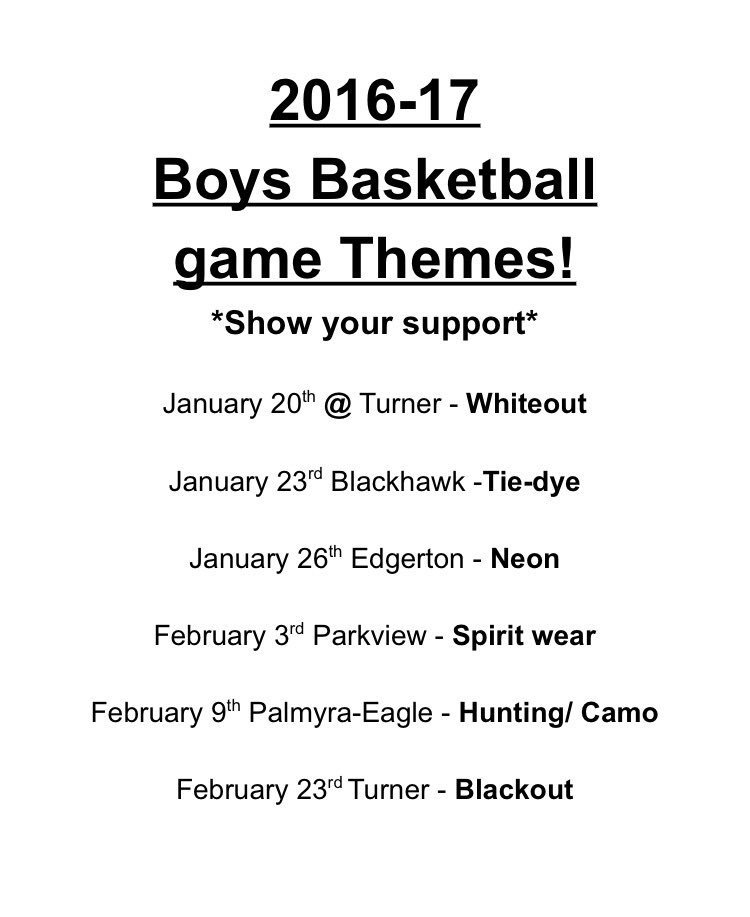 2016-17
Boys Basketball
game Themes!
*Show your support*
January 20th @ Turner - Whiteout
January 23rd Blackhawk -Tie-dye
January 26th Edgerton - Neon
February 3rd Parkview - Spirit wear
February 9th Palmyra-Eagle - Hunting/ Camo
February 23rd Turner - Blackout